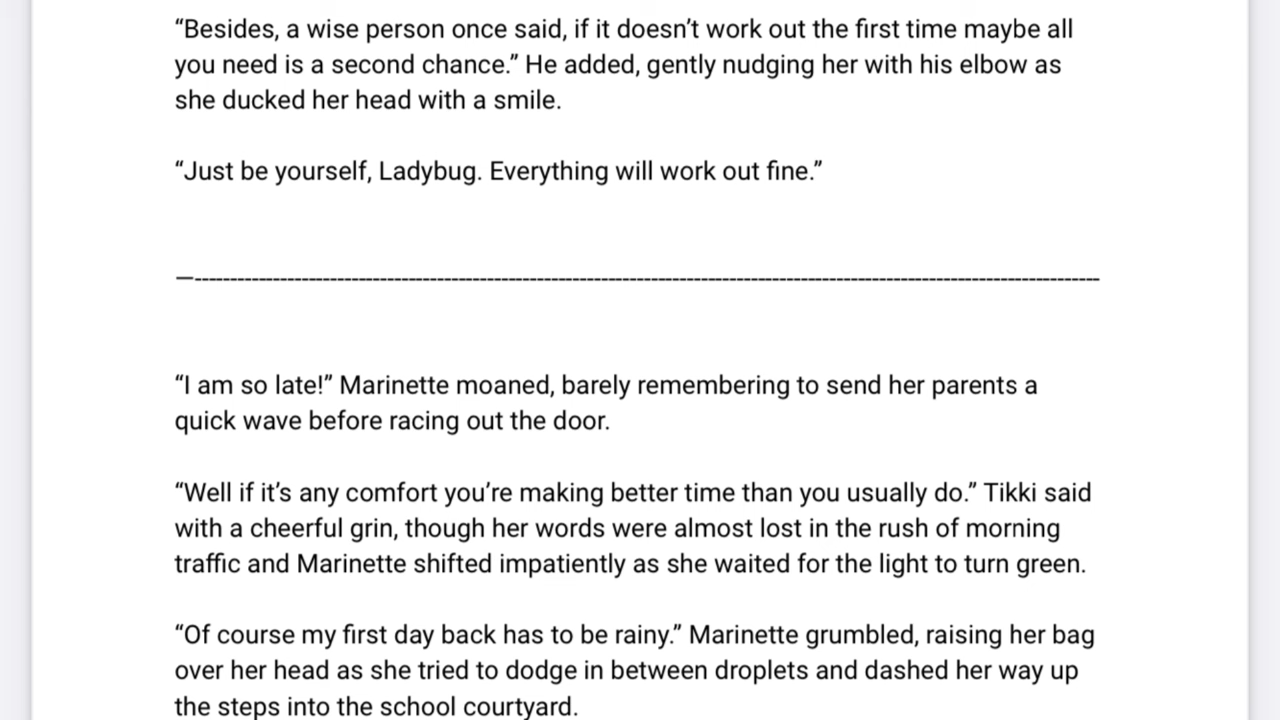 “Besides, a wise person once said, if it doesn’t work out the first time maybe all
you need is a second chance.” He added, gently nudging her with his elbow as
she ducked her head with a smile.
“Just be yourself, Ladybug. Everything will work out fine.”
“I am so late!” Marinette moaned, barely remembering to send her parents a
quick wave before racing out the door.
“Well if it’s any comfort you’re making better time than you usually do.” Tikki said
with a cheerful grin, though her words were almost lost in the rush of morning
traffic and Marinette shifted impatiently as she waited for the light to turn green.
“Of course my first day back has to be rainy.” Marinette grumbled, raising her bag
over her head as she tried to dodge in between droplets and dashed her way up
the steps into the school courtyard.